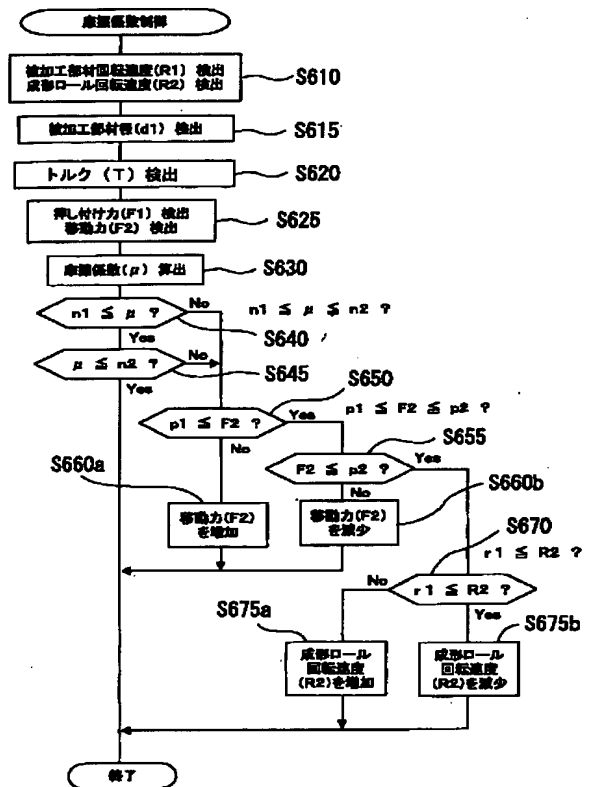 摩擦係数制御
被加工部材回転速度(R1) 検出
成形ロール回転速度(R2) 検出
S610
被加工部材径(d1) 検出
S615
トルク (T) 検出
S620
押し付け力(F1) 検出
移動力(F2) 検出
S625
摩擦係数(μ) 算出
S630
n1 ≦ μ ?
No
n1 ≦ μ ≦ n2 ?
S640
Yes
μ ≦ n2 ?
No
S645
Yes
S650
p1 ≦ F2 ?
Yes
p1 ≦ F2 ≦ p2 ?
No
S655
F2 ≦ p2 ?
Yes
No
S660a
移動力(F2)
を増加
S660b
移動力(F2)
を減少
S670
r1 ≦ R2 ?
No
r1 ≦ R2 ?
Yes
S675a
成形ロール
回転速度
(R2)を増加
S675b
成形ロール
回転速度
(R2)を減少
終了